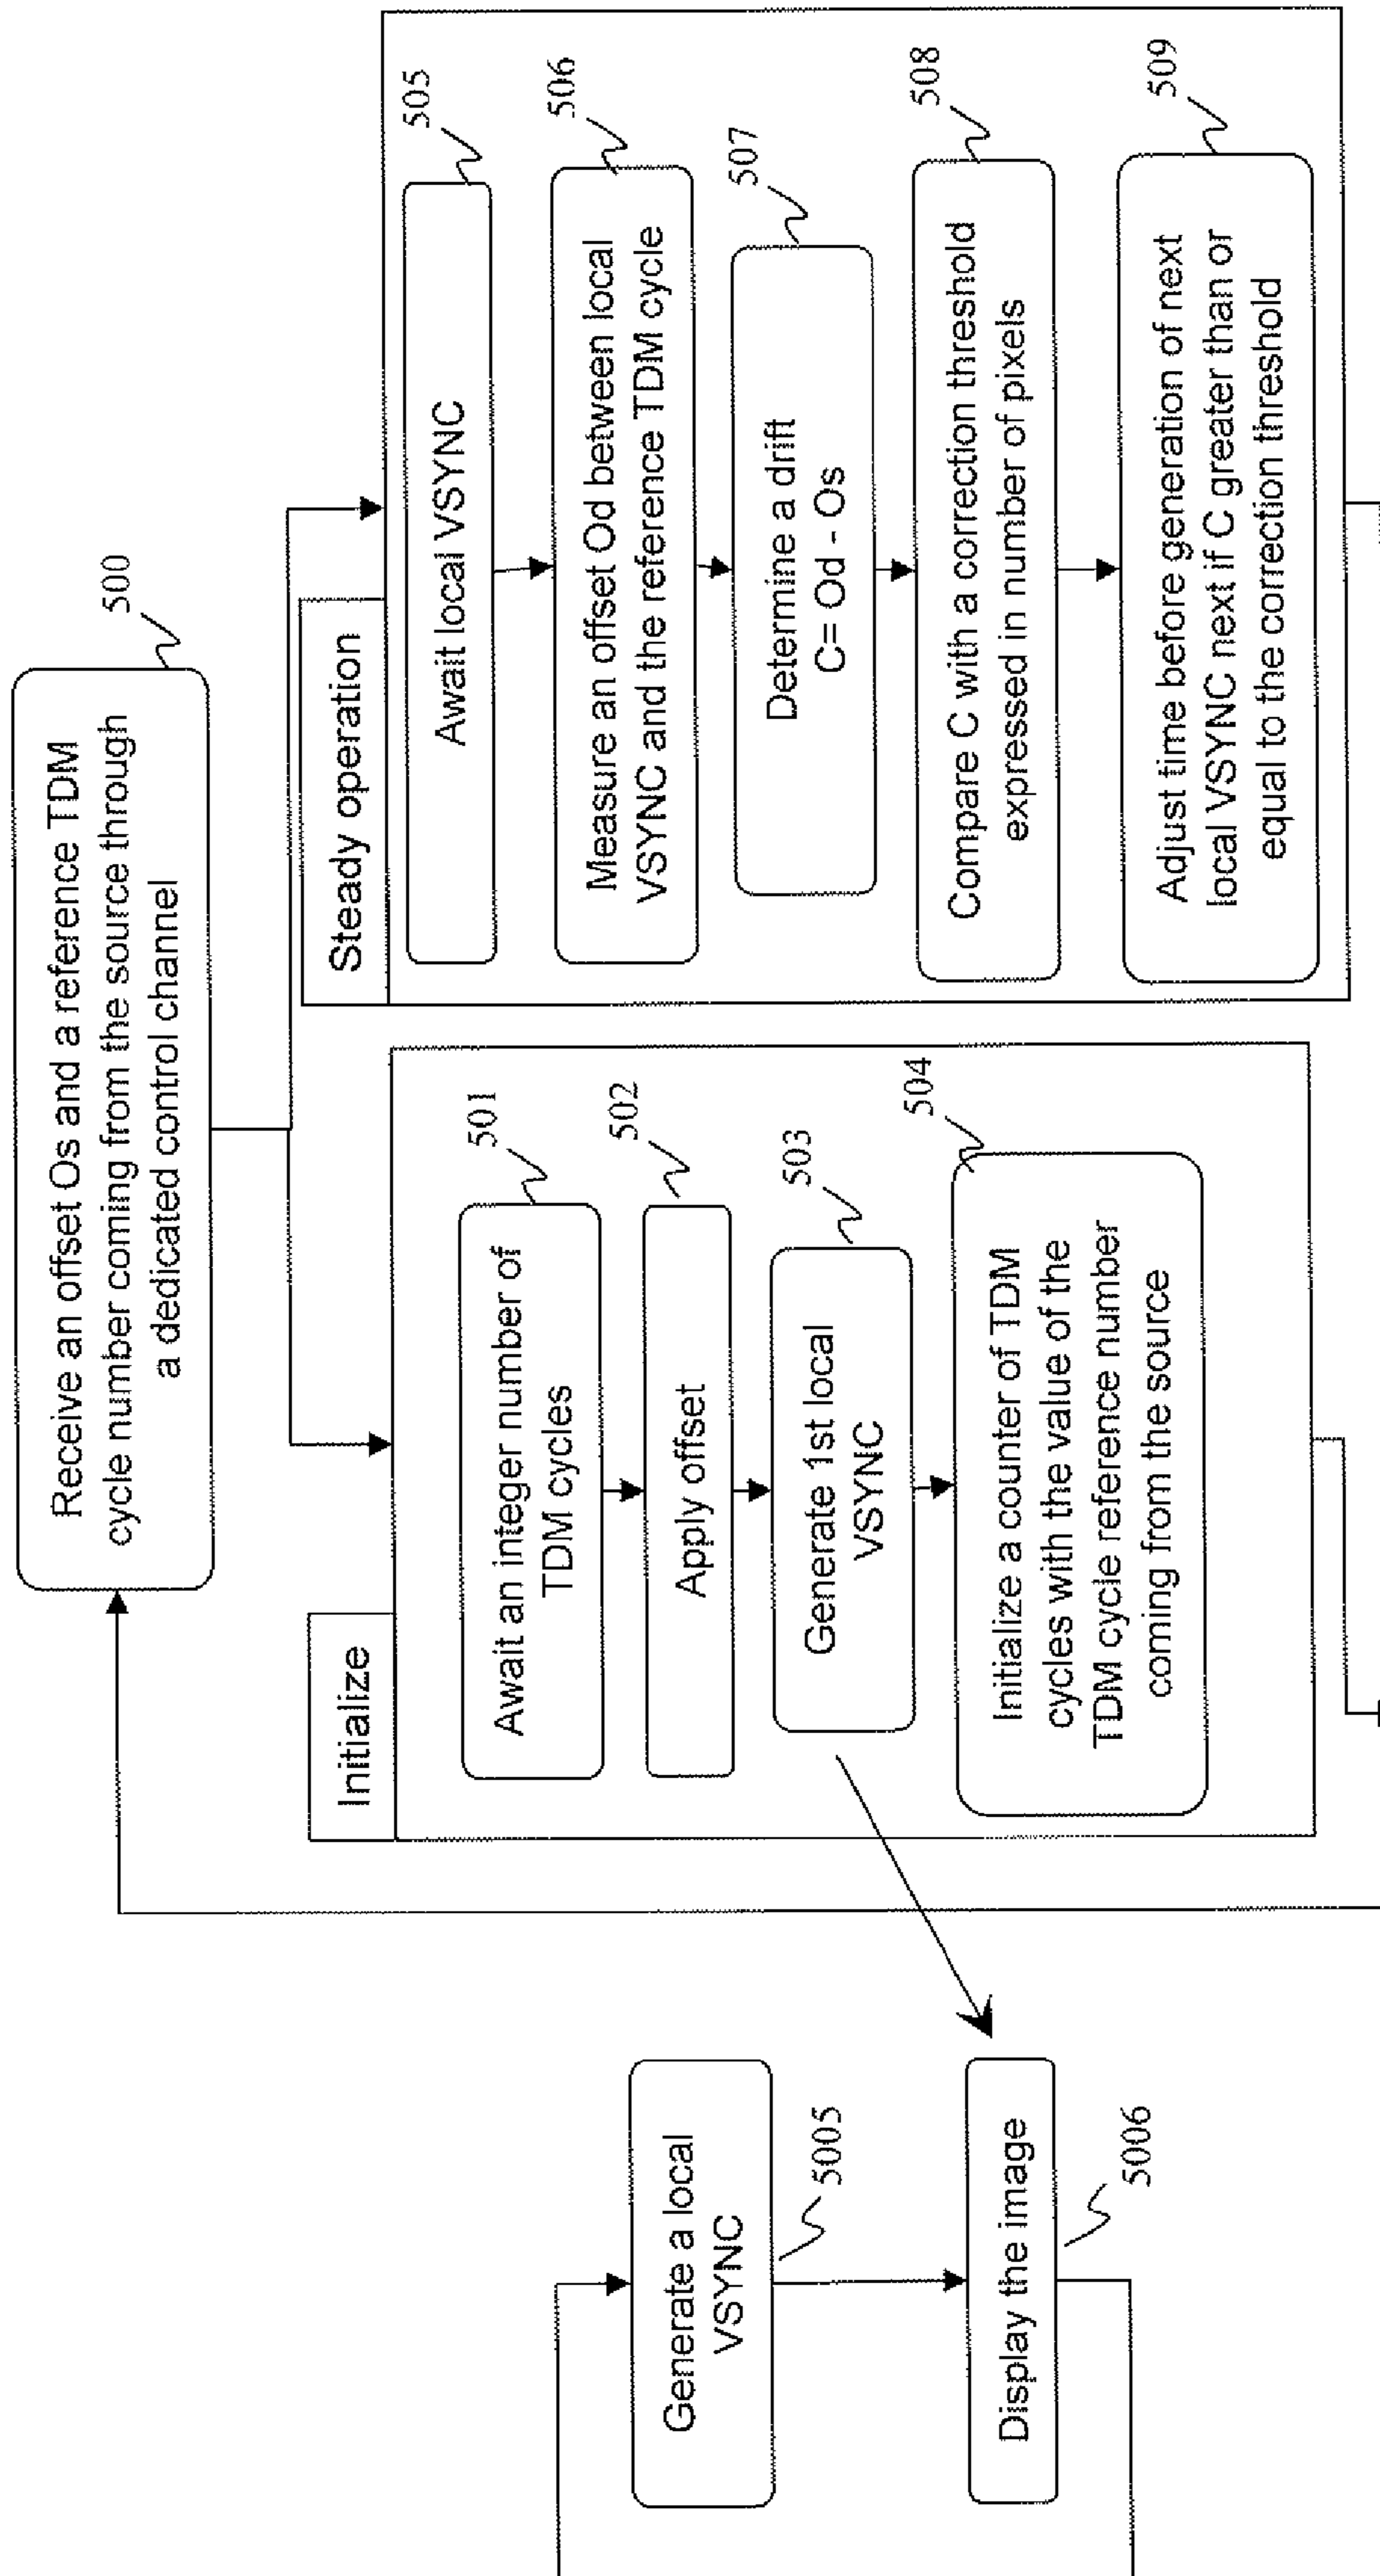 Receive an offset Os and a reference TDM
cycle number coming from the source through
a dedicated control channel
500
Initialize
Await an integer number of
TDM cycles
501
Apply offset
502
Generate 1st local
VSYNC
503
Initialize a counter of TDM
cycles with the value of the
TDM cycle reference number
coming from the source
504
Steady operation
Await local VSYNC
505
Measure an offset Od between local
VSYNC and the reference TDM cycle
506
Determine a drift
C= Od - Os
507
Compare C with a correction threshold
expressed in number of pixels
508
Adjust time before generation of next
local VSYNC next if C greater than or
equal to the correction threshold
509
Generate a local
VSYNC
5005
Display the image
5006